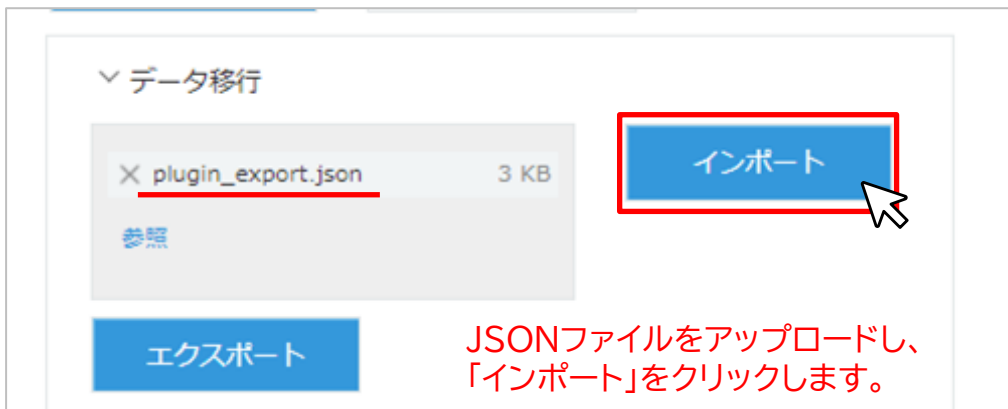 データ移行
plugin_export.json 3 KB
インポート
参照
エクスポート
JSONファイルをアップロードし、
「インポート」をクリックします。